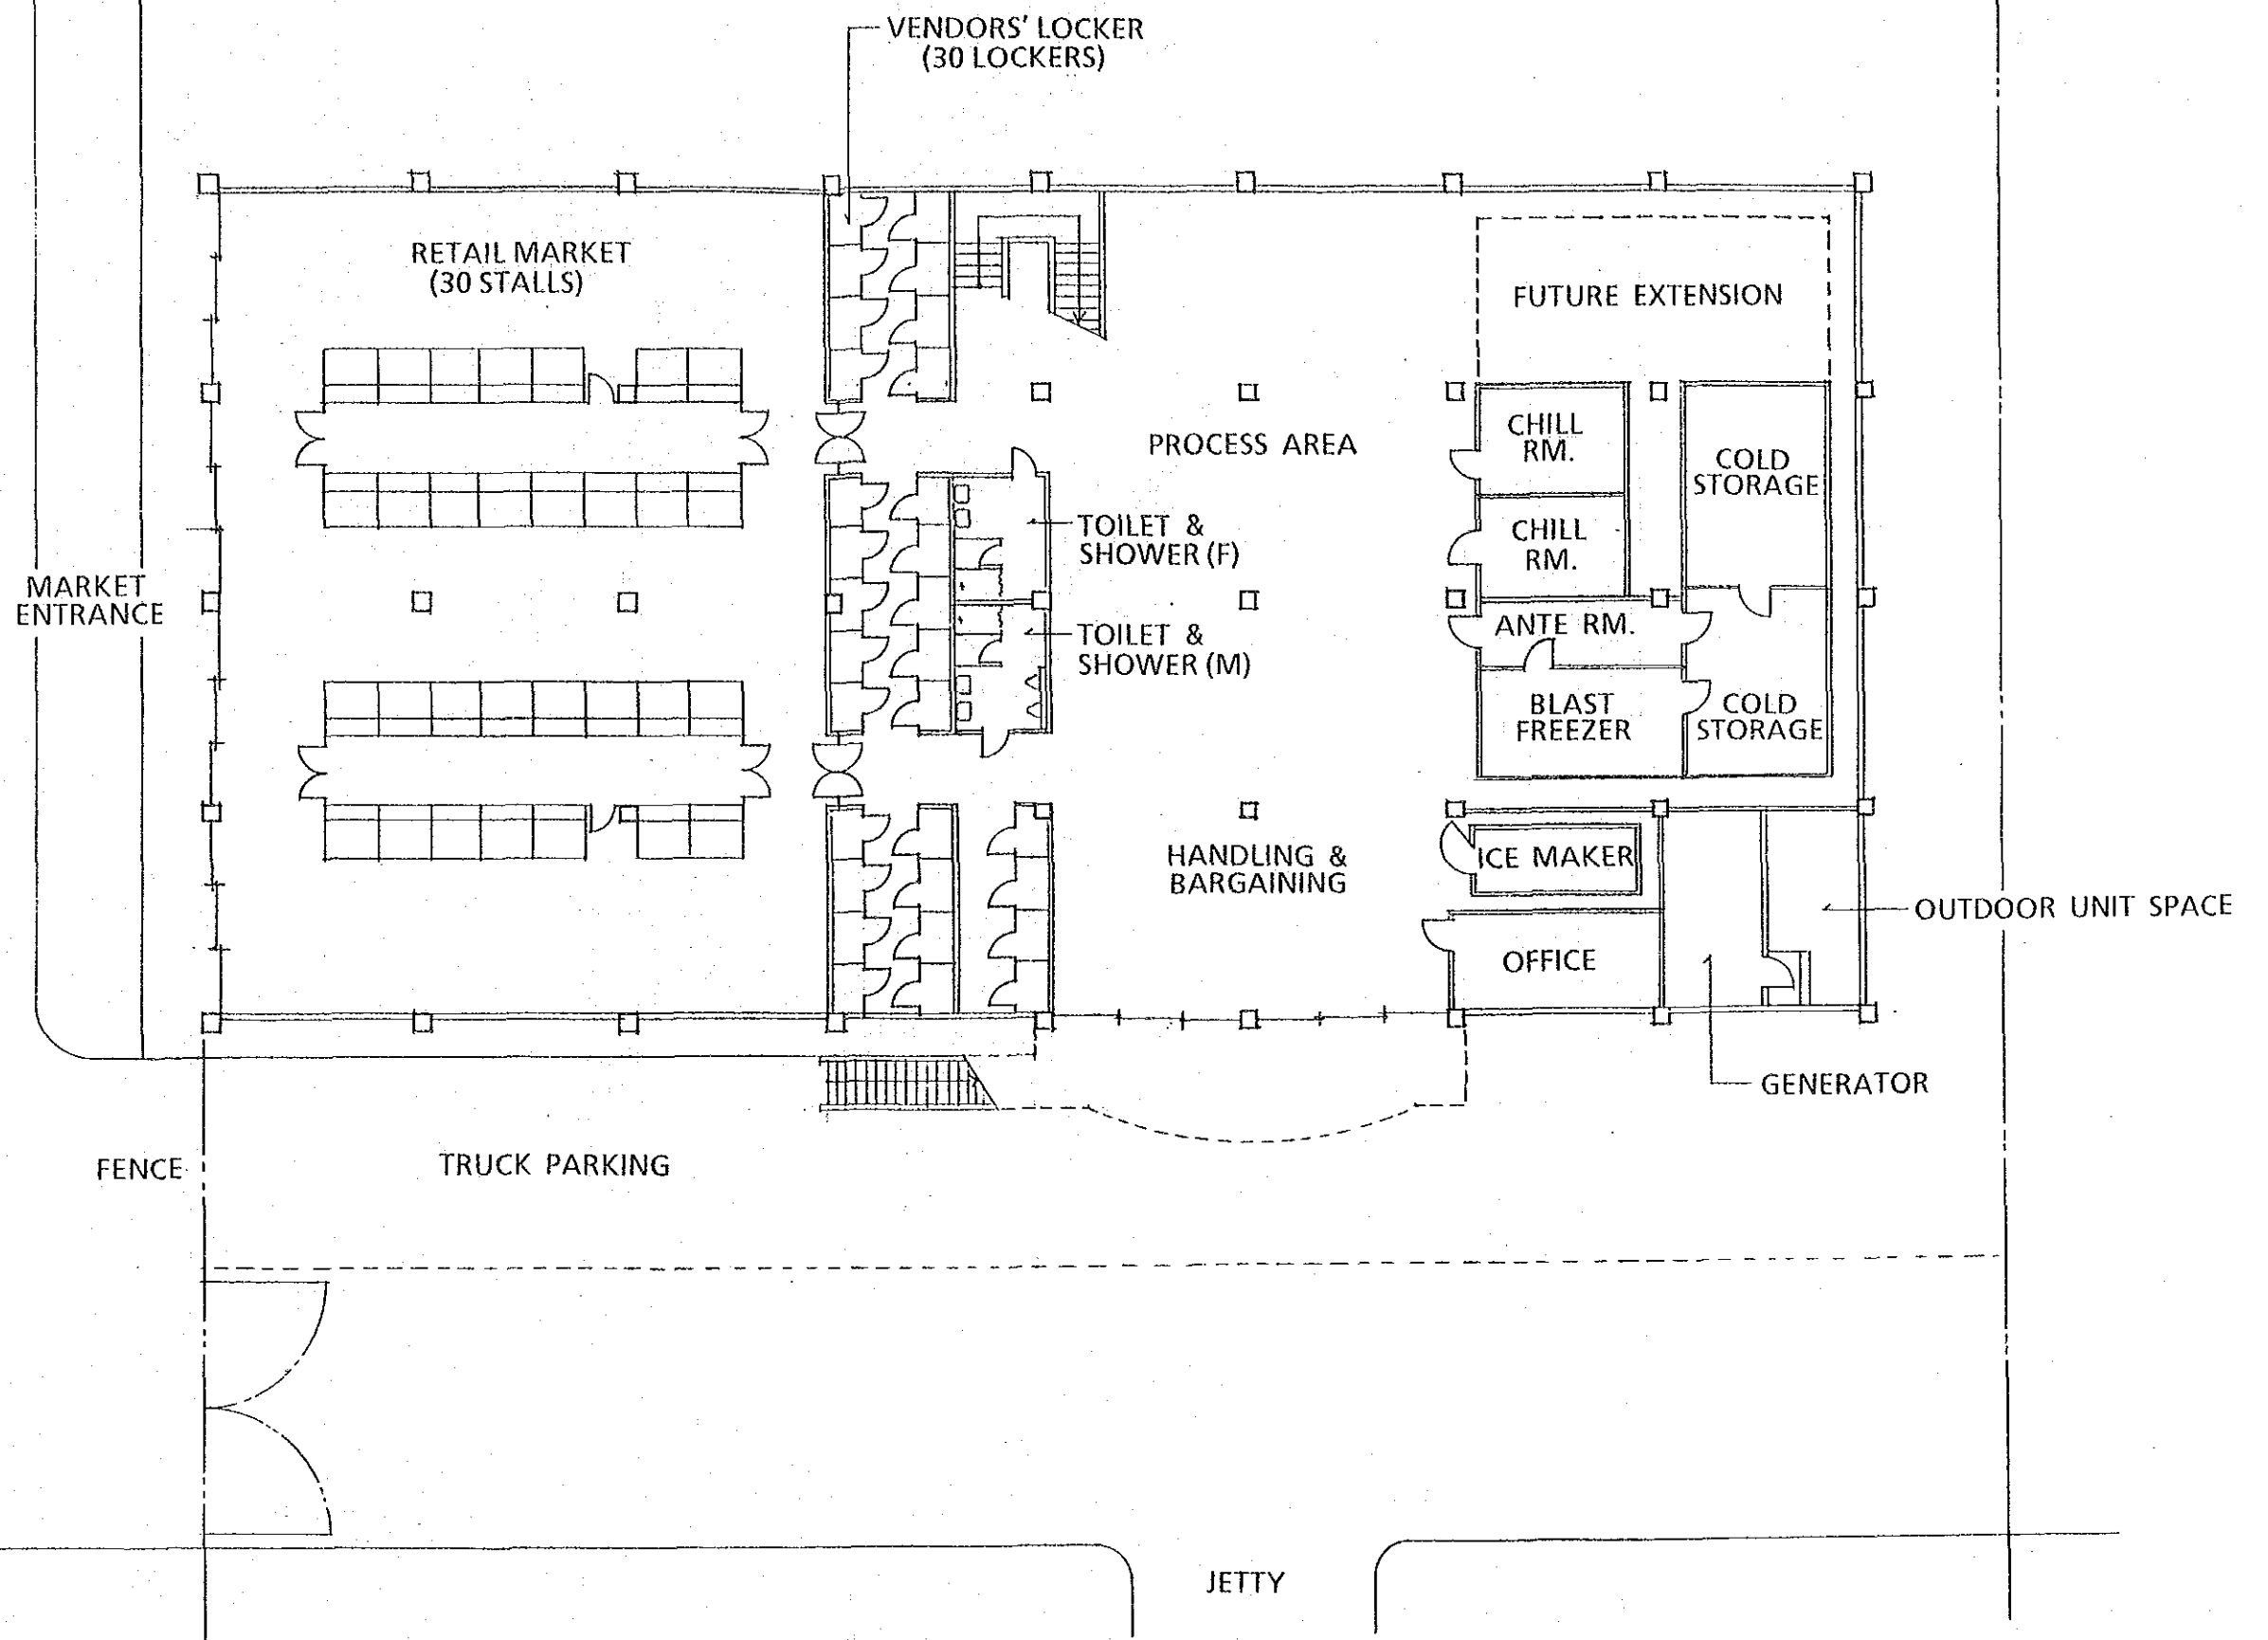 VENDORS' LOCKER
(30 LOCKERS)
RETAIL MARKET
(30 STALLS)
FUTURE EXTENSION
CHILL
RM.
PROCESS AREA
COLD
STORAGE
TOILET &
SHOWER (F)
CHILL
RM.
MARKET
ENTRANCE
TOILET &
SHOWER (M)
ANTE RM.
BLAST
FREEZER
COLD
STORAGE
HANDLING &
BARGAINING
ICE MAKER
OUTDOOR UNIT SPACE
OFFICE
GENERATOR
FENCE
TRUCK PARKING
JETTY